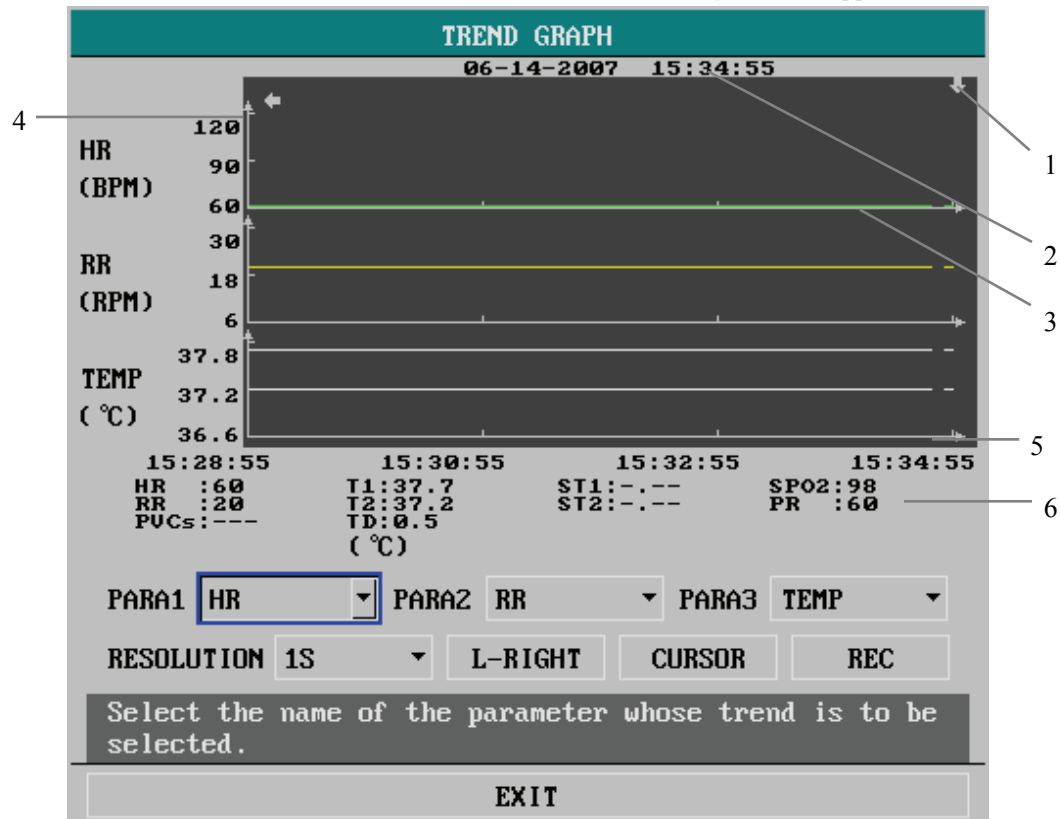 TREND GRAPH
06-14-2007 15:34:55
4
120
HR
90
1
(BPM)
60
30
2
RR
18
(RPM)
6
3
37.8
TEMP
37.2
(℃)
36.6
5
15:28:55 15:30:55 15:32:55 15:34:55
HR :60 T1:37.7 ST1:-.-- SPO2:98
RR :20 T2:37.2 ST2:-.-- PR :60
6
PVCs:--- TD:0.5
(℃)
PARA1 HR PARA2 RR PARA3 TEMP
RESOLUTION 1S L-RIGHT CURSOR REC
Select the name of the parameter whose trend is to be
selected.
EXIT